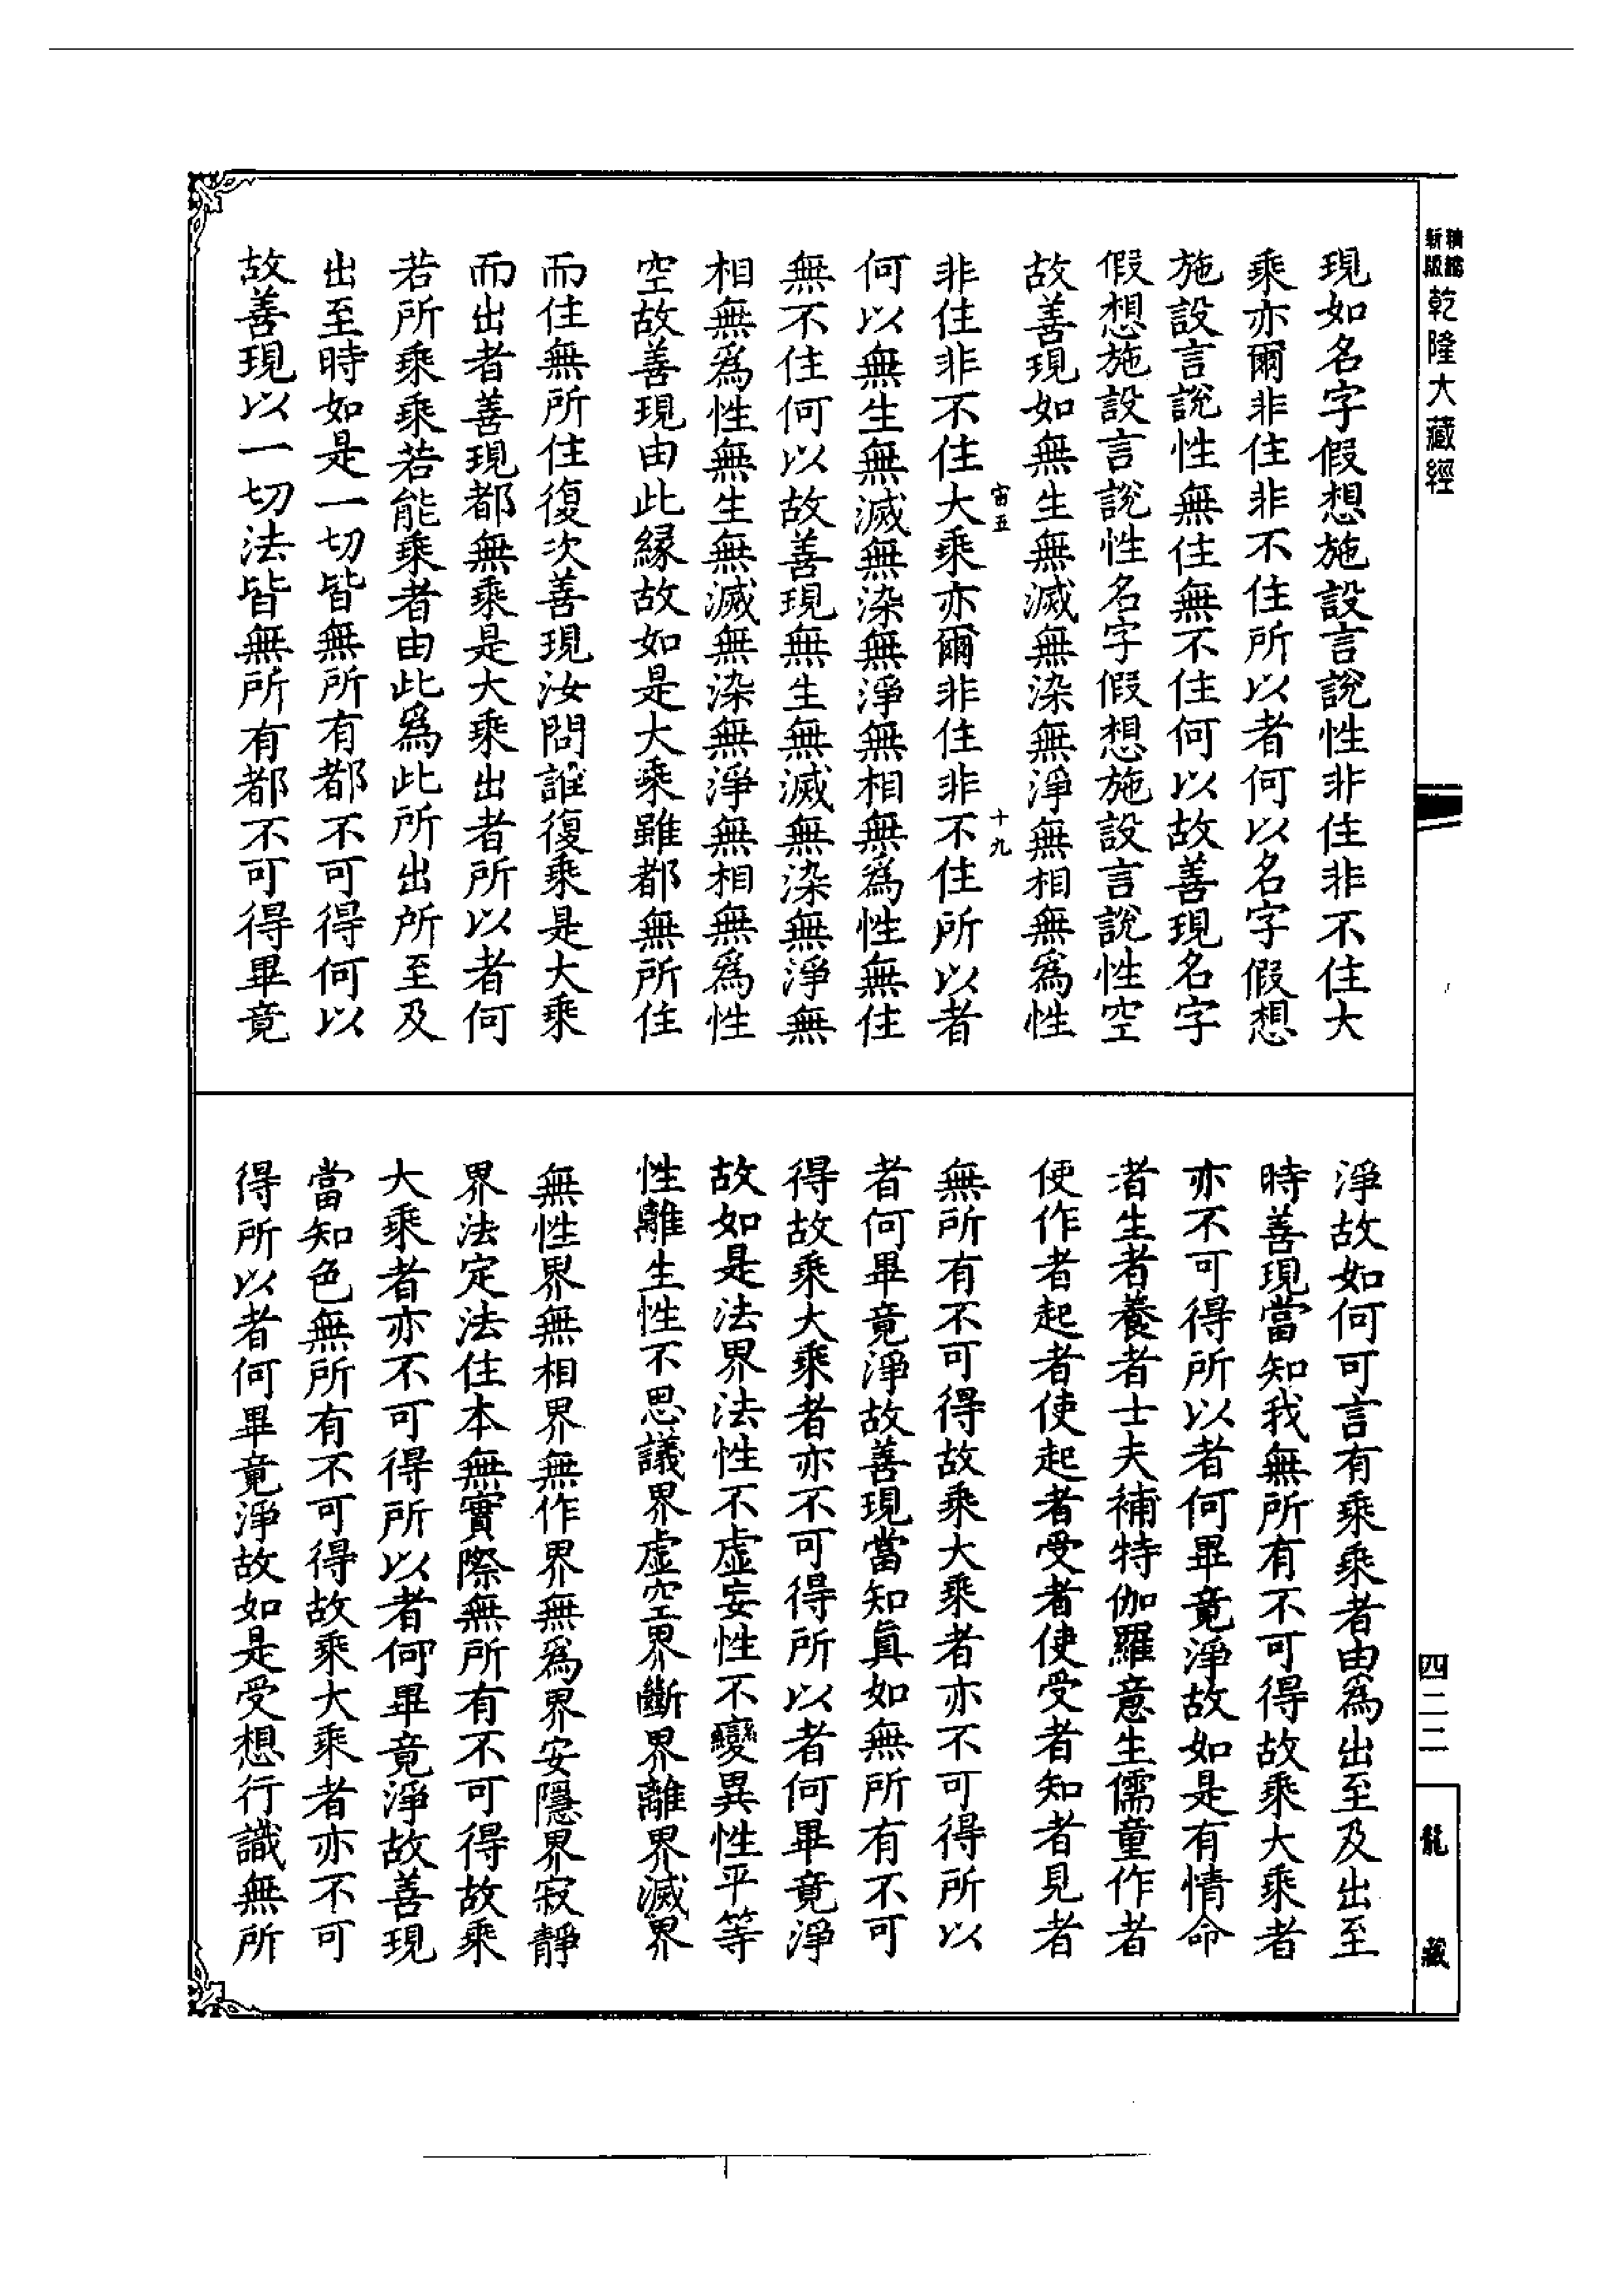 精縮新版乾隆大藏經
現如名字假想施設言說性非住非不住大
乘亦爾非住非不住所以者何以名字假想
施設言說性無住無不住何以故善現名字
假想施設言說性名字假想施設言說性空
故善現如無生無滅無染無淨無相無爲性
宙五 十九
非住非不住大乘亦爾非住非不住所以者
何以無生無滅無染無淨無相無爲性無住
無不住何以故善現無生無滅無染無淨無
相無爲性無生無滅無染無淨無相無爲性
空故善現由此緣故如是大乘雖都無所住
而住無所住復次善現汝問誰復乘是大乘
而出者善現都無乘是大乘出者所以者何
若所乘乘若能乘者由此爲此所出所至及
出至時如是一切皆無所有都不可得何以
故善現以一切法皆無所有都不可得畢竟
淨故如何可言有乘乘者由爲出至及出至
時善現當知我無所有不可得故乘大乘者
亦不可得所以者何畢竟淨故如是有情命
者生者養者士夫補特伽羅意生儒童作者
使作者起者使起者受者使受者知者見者
無所有不可得故乘大乘者亦不可得所以
者何畢竟淨故善現當知眞如無所有不可
得故乘大乘者亦不可得所以者何畢竟淨
故如是法界法性不虛妄性不變異性平等
性離生性不思議界虛空界斷界離界滅界
無性界無相界無作界無爲界安隱界寂靜
界法定法住本無實際無所有不可得故乘
大乘者亦不可得所以者何畢竟淨故善現
當知色無所有不可得故乘大乘者亦不可
得所以者何畢竟淨故如是受想行識無所
四二二
龍藏